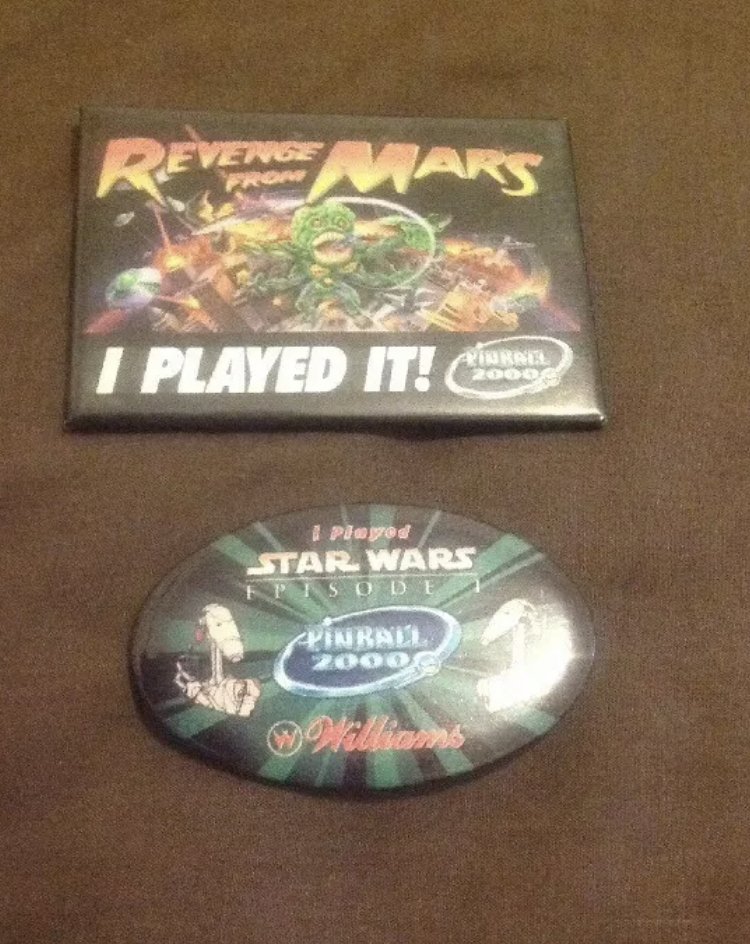 REVENGE
FROM
MARS
I PLAYED IT!
PINBALL
2000
I Played
STAR WARS
EPISODE I
PINBALL
2000
W Williams